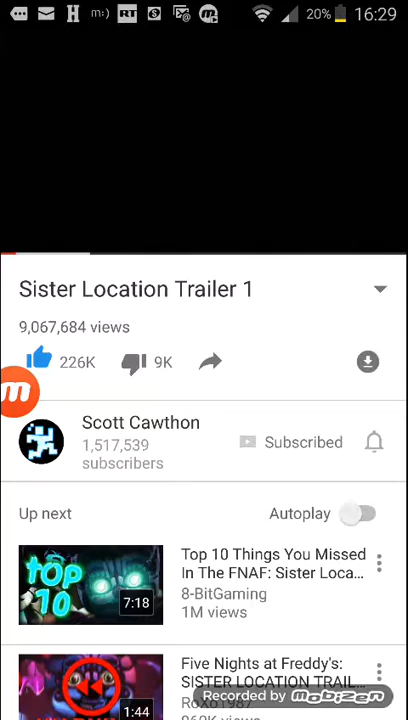 m:) RT 20% 16:29
Sister Location Trailer 1
9,067,684 views
226K 9K
Scott Cawthon
1,517,539
subscribers
Subscribed
Up next
Autoplay
TOP
10
7:18
Top 10 Things You Missed
In The FNAF: Sister Loca...
8-BitGaming
1M views
1:44
Five Nights at Freddy's:
SISTER LOCATION TRAIL...
Recorded by mobizen